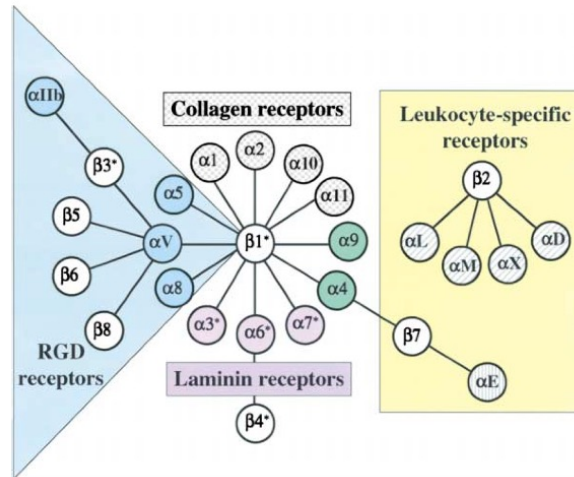 αIIb
Collagen receptors
Leukocyte-specific
receptors
β3*
α1
α2
α10
α5
α11
β2
β5
αV
β1*
α9
αL
αM
αX
αD
β6
α8
α4
β8
α3*
α6*
α7*
β7
RGD
receptors
Laminin receptors
αE
β4*